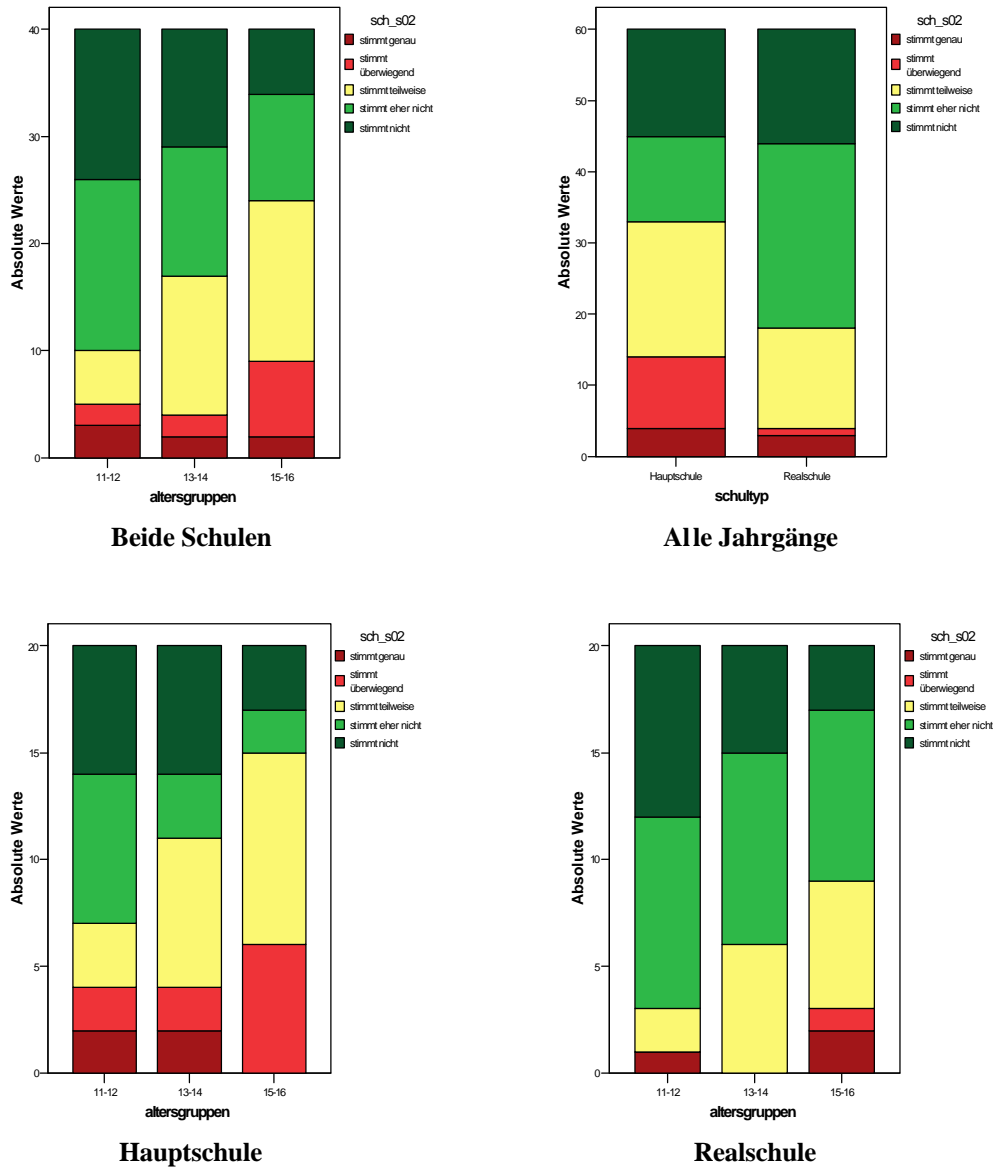 sch_s02
stimmt genau
stimmt
überwiegend
stimmt teilweise
stimmt eher nicht
stimmt nicht
Absolute Werte
40
30
20
10
0
11-12
13-14
15-16
altersgruppen
Beide Schulen
sch_s02
stimmt genau
stimmt
überwiegend
stimmt teilweise
stimmt eher nicht
stimmt nicht
Absolute Werte
60
50
40
30
20
10
0
Hauptschule
Realschule
schultyp
Alle Jahrgänge
sch_s02
stimmt genau
stimmt
überwiegend
stimmt teilweise
stimmt eher nicht
stimmt nicht
Absolute Werte
20
15
10
5
0
11-12
13-14
15-16
altersgruppen
Hauptschule
sch_s02
stimmt genau
stimmt
überwiegend
stimmt teilweise
stimmt eher nicht
stimmt nicht
Absolute Werte
20
15
10
5
0
11-12
13-14
15-16
altersgruppen
Realschule